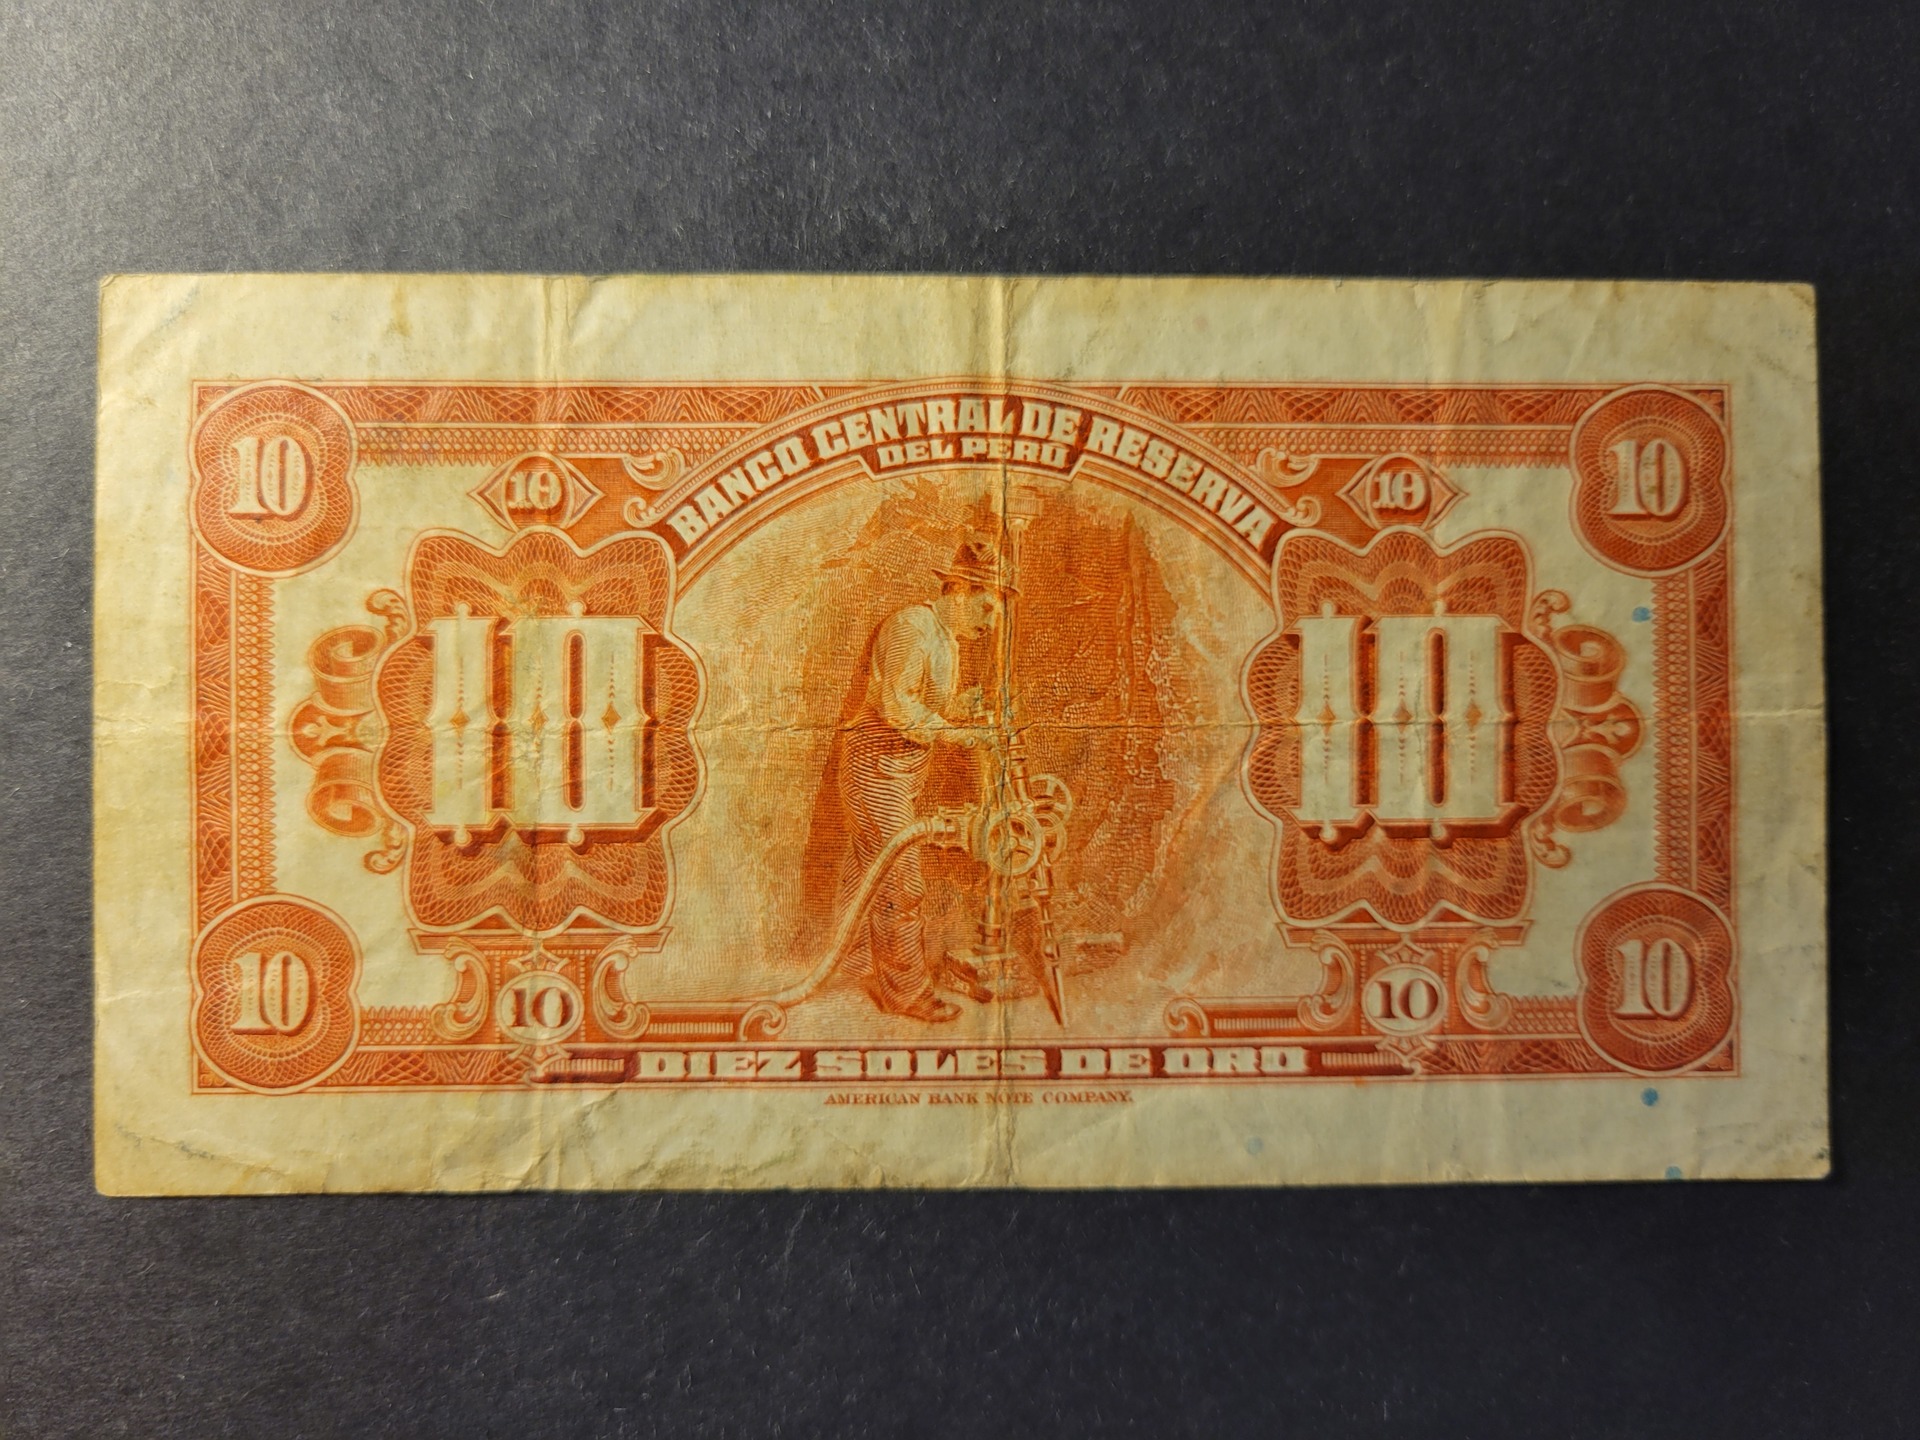 10 10
BANCO CENTRAL DE RESERVA
DEL PERÚ
10 10
10 10
10 10
10 10
DIEZ SOLES DE ORO
AMERICAN BANK NOTE COMPANY.